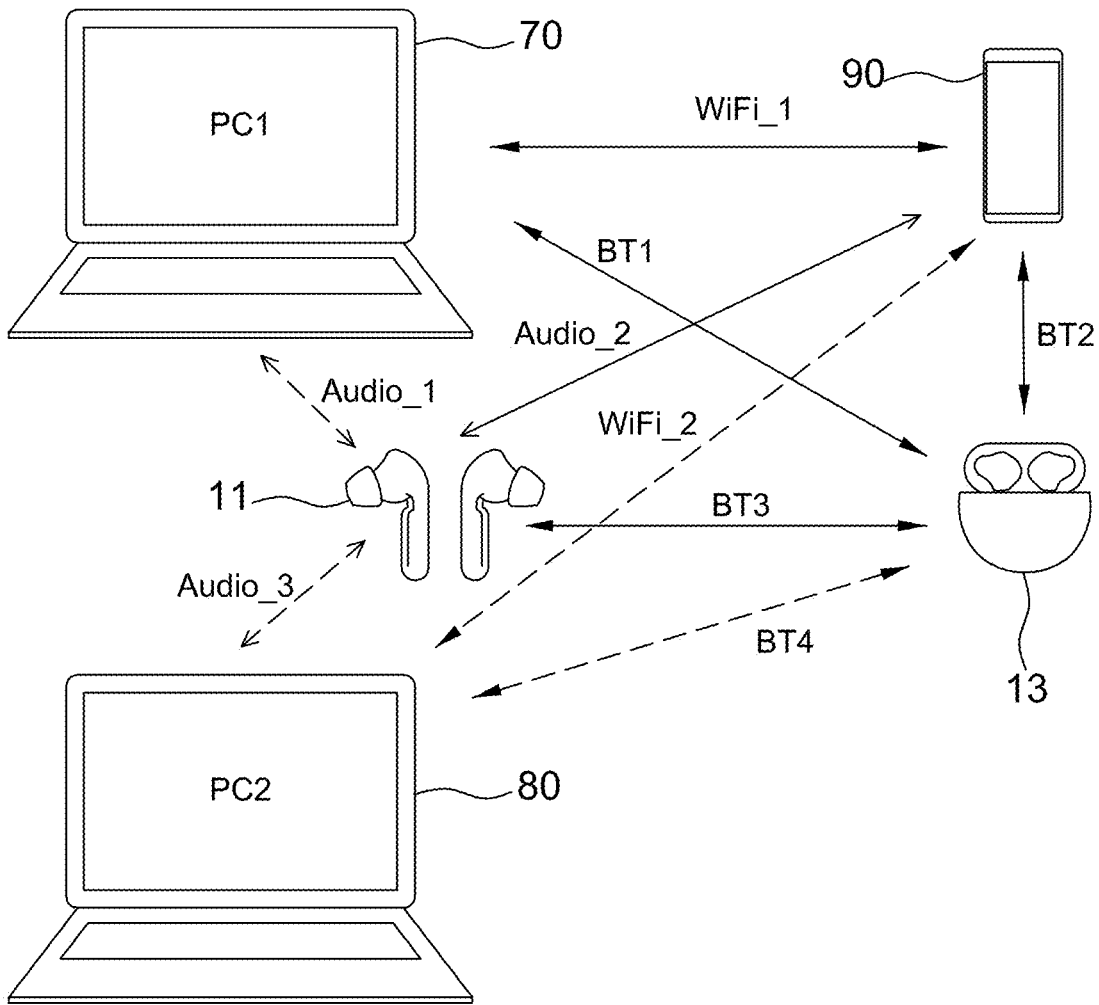 70
PC1
90
WiFi_1
BT1
Audio_2
BT2
Audio_1
WiFi_2
11
BT3
Audio_3
BT4
13
PC2
80